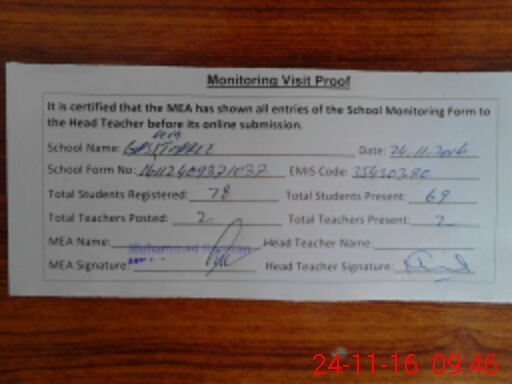 Monitoring Visit Proof
It is certified that the MEA has shown all entries of the School Monitoring Form to
the Head Teacher before its online submission.
School Name: Date: 24-11-2016
School Form No: EMIS Code: 35430380
Total Students Registered: 78 Total Students Present: 69
Total Teachers Posted: 2 Total Teachers Present: 2
MEA Name: Muhammad Head Teacher Name
MEA Signature: Head Teacher Signature
24-11-16 09:46